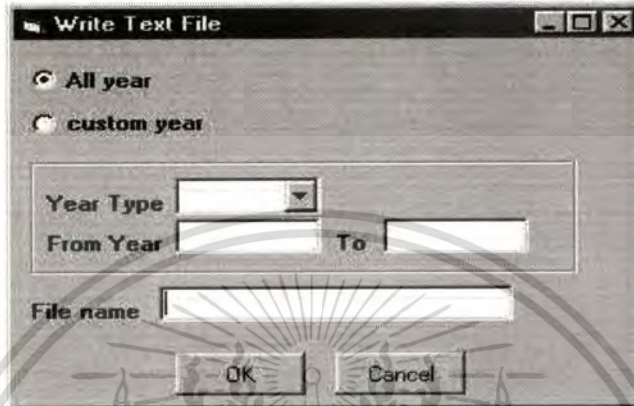 Write Text File
All year
custom year
Year Type
From Year To
File name
OK Cancel